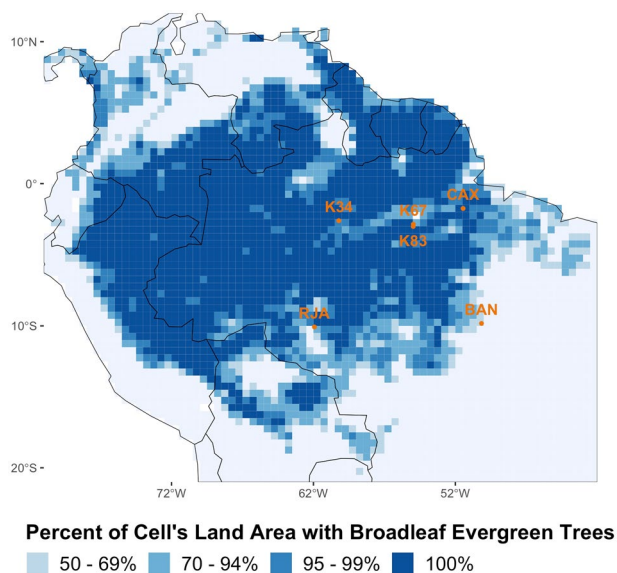 10°N
0°
10°S
20°S
72°W 62°W 52°W
K34
K67
CAX
K83
RJA
BAN
Percent of Cell's Land Area with Broadleaf Evergreen Trees
50 - 69% 70 - 94% 95 - 99% 100%